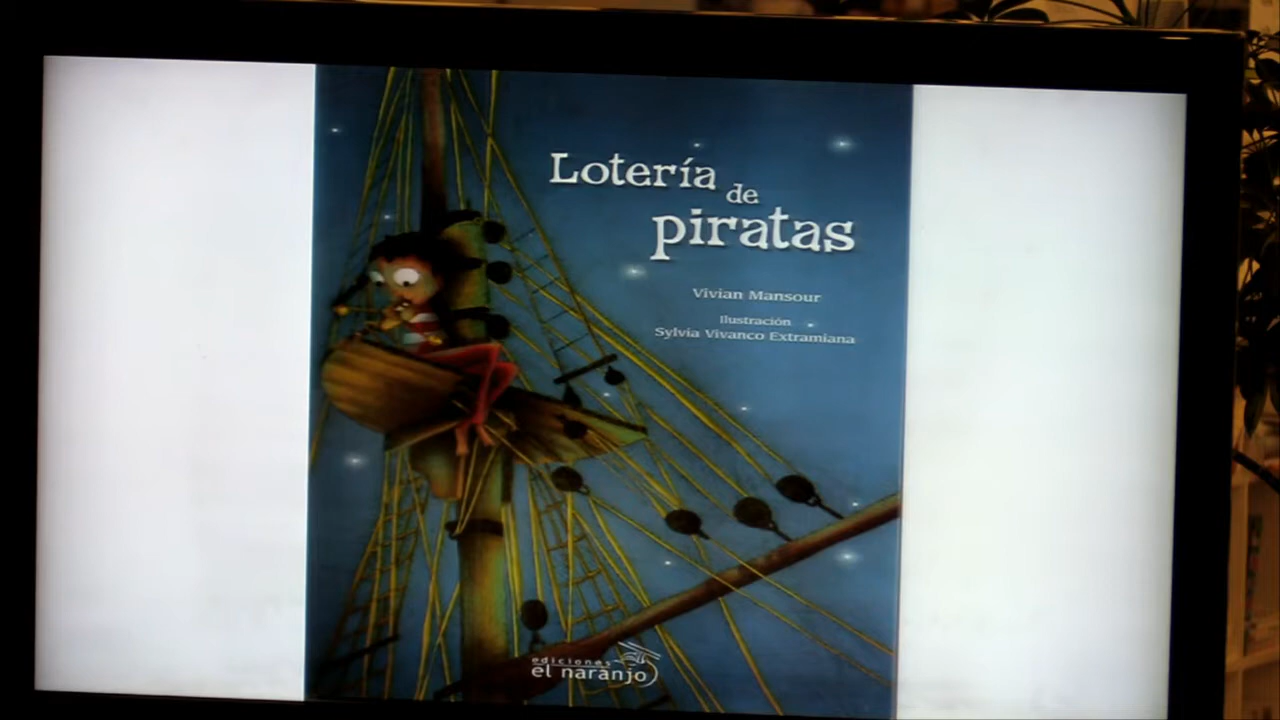 Lotería
de
piratas
Vivian Mansour
Ilustración
Sylvia Vivanco Extramiana
ediciones
el naranjo